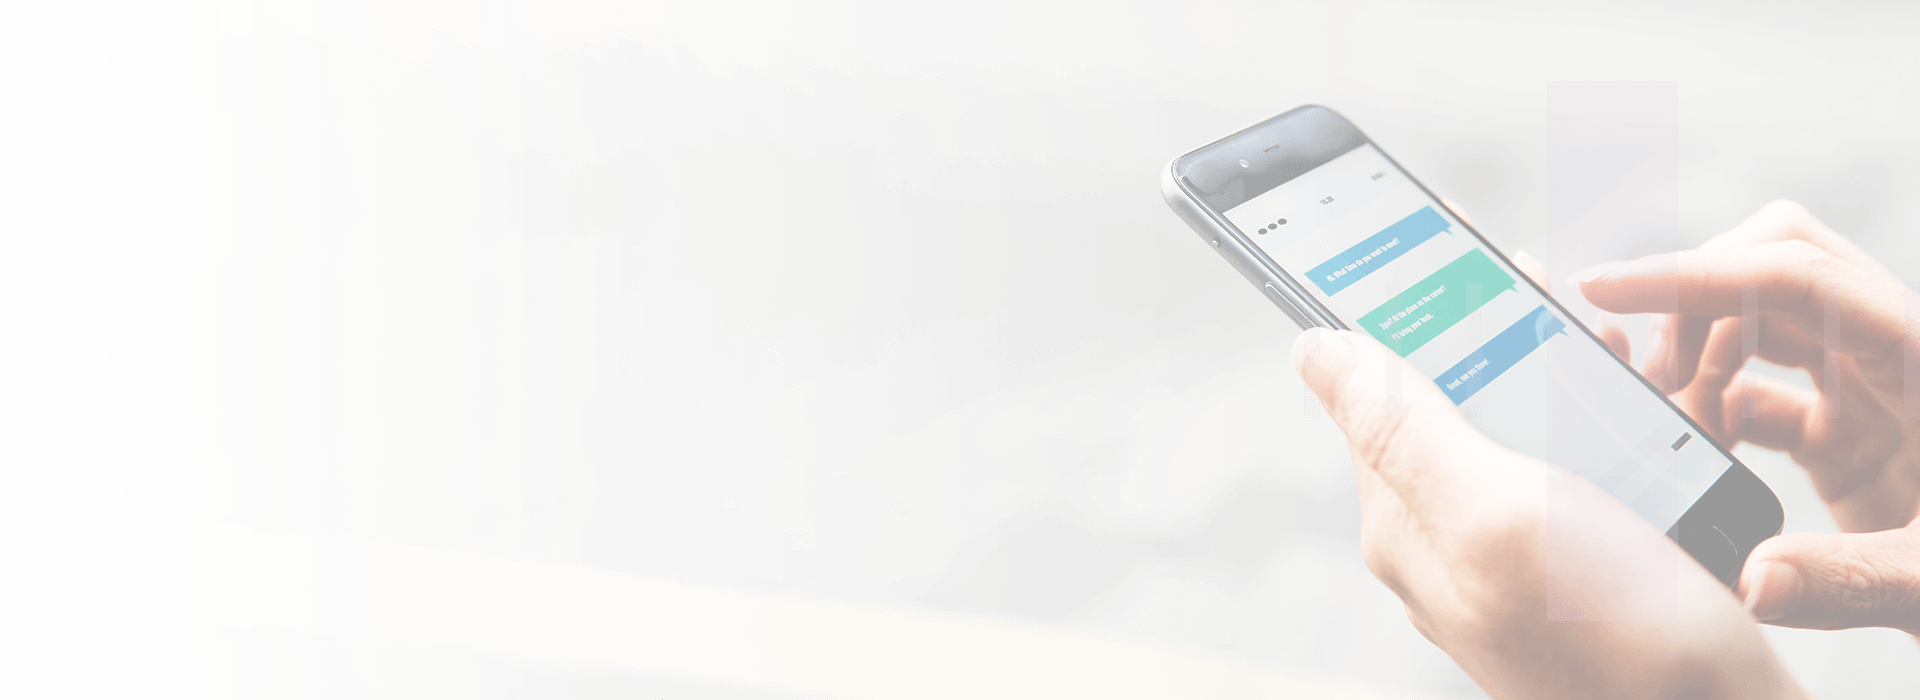 Hi. What time do you want to meet?
2pm? At the place on the corner?
I'll bring your book.
Great, see you there!